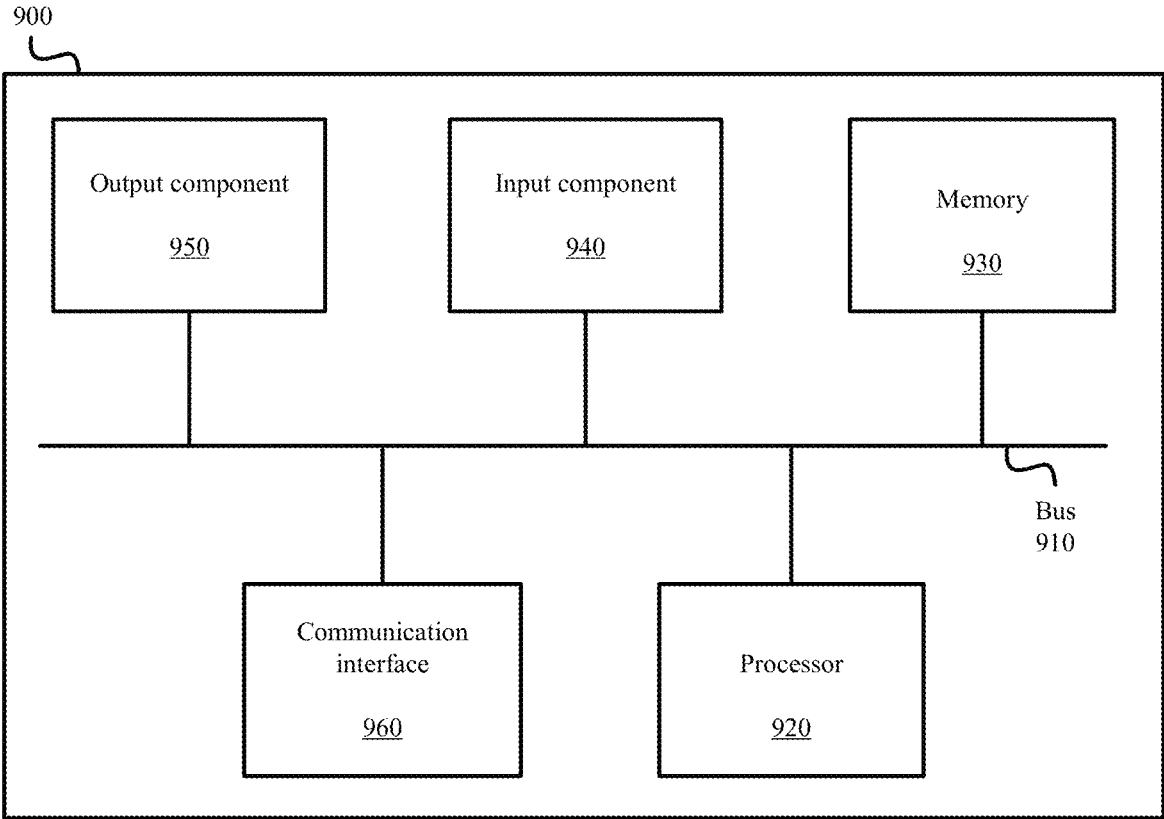 900
Output component
950
Input component
940
Memory
930
Bus
910
Communication
interface
960
Processor
920